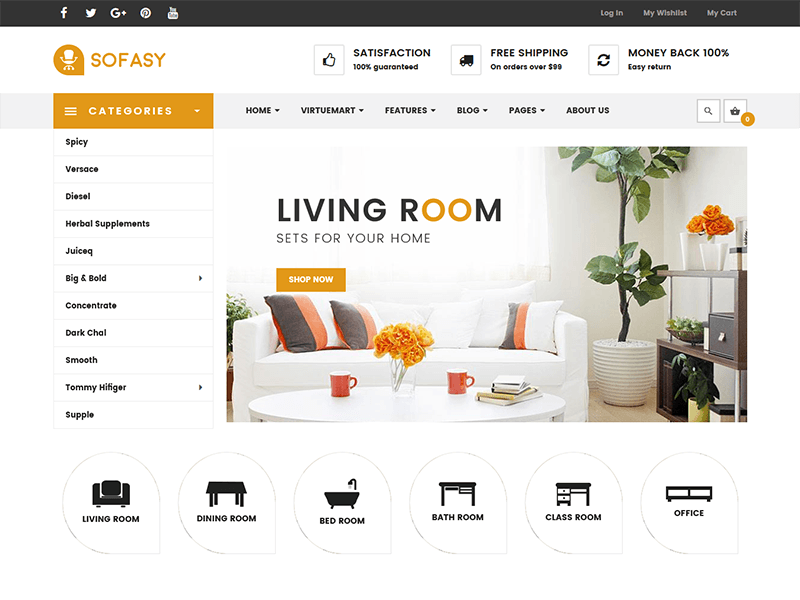 Log In My Wishlist My Cart
SOFASY
SATISFACTION
100% guaranteed
FREE SHIPPING
On orders over $99
MONEY BACK 100%
Easy return
CATEGORIES
HOME VIRTUEMART FEATURES BLOG PAGES ABOUT US
0
Spicy
Versace
Diesel
Herbal Supplements
Juiceq
Big & Bold
Concentrate
Dark Chal
Smooth
Tommy Hifiger
Supple
LIVING ROOM
SETS FOR YOUR HOME
SHOP NOW
LIVING ROOM
DINING ROOM
BED ROOM
BATH ROOM
CLASS ROOM
OFFICE